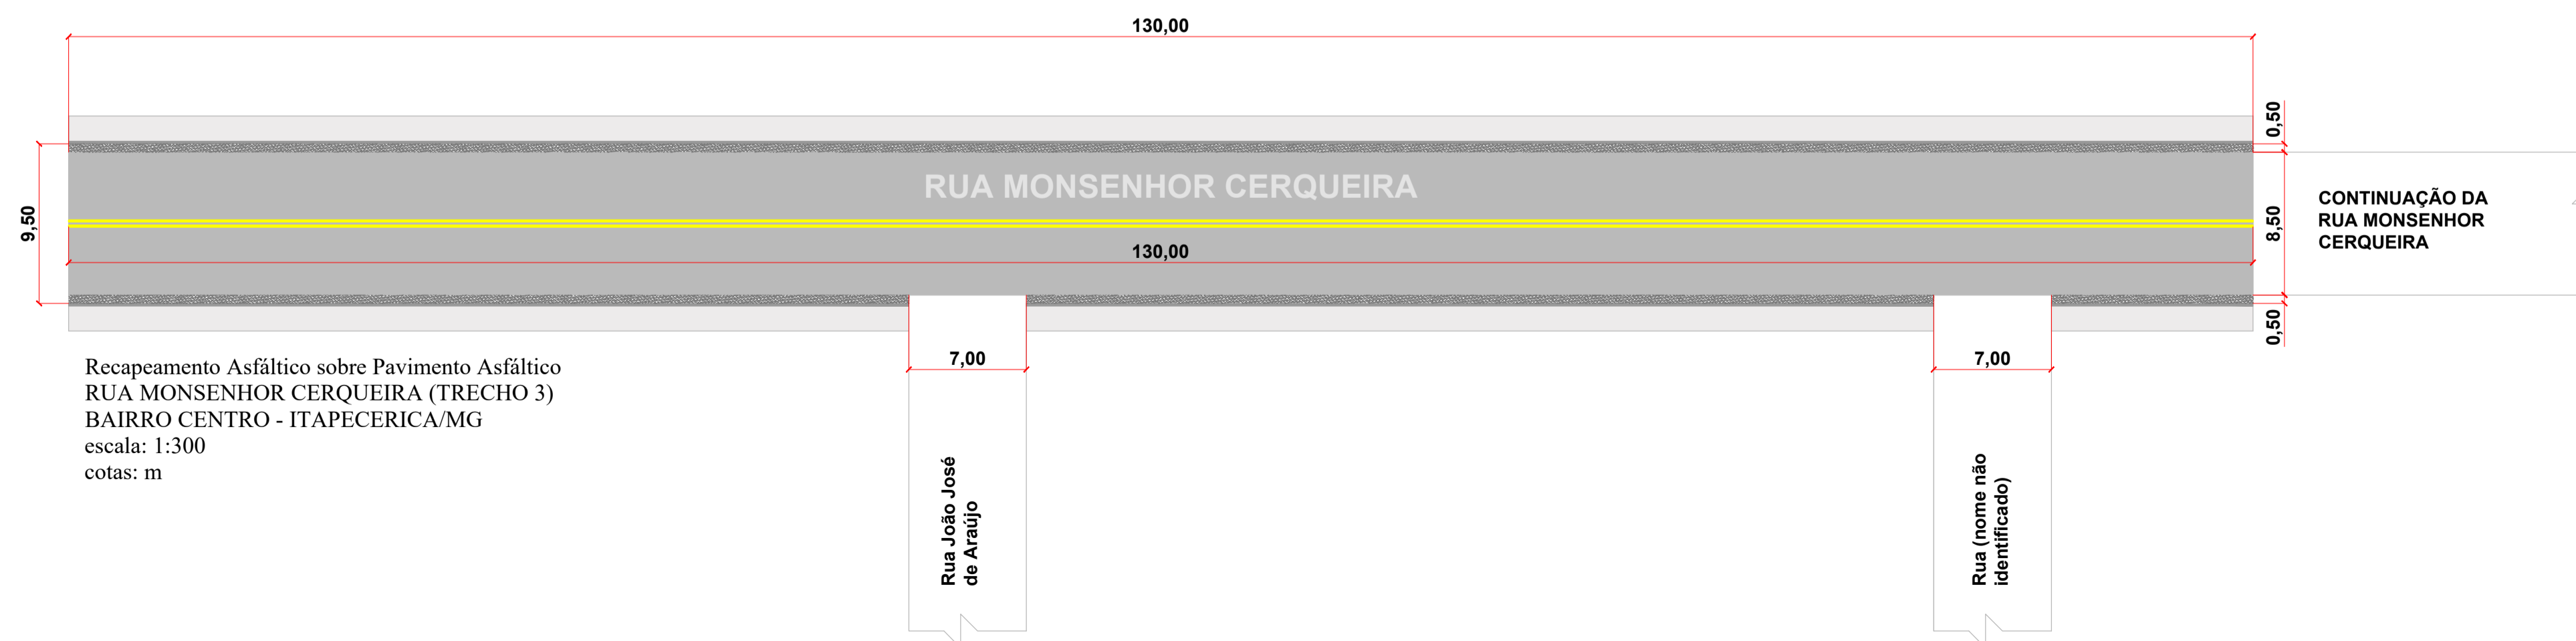 130,00
0,50
RUA MONSENHOR CERQUEIRA
9,50
130,00
8,50
CONTINUAÇÃO DA
RUA MONSENHOR
CERQUEIRA
0,50
7,00
7,00
Recapeamento Asfáltico sobre Pavimento Asfáltico
RUA MONSENHOR CERQUEIRA (TRECHO 3)
BAIRRO CENTRO - ITAPECERICA/MG
escala: 1:300
cotas: m
Rua João José
de Araújo
Rua (nome não
identificado)